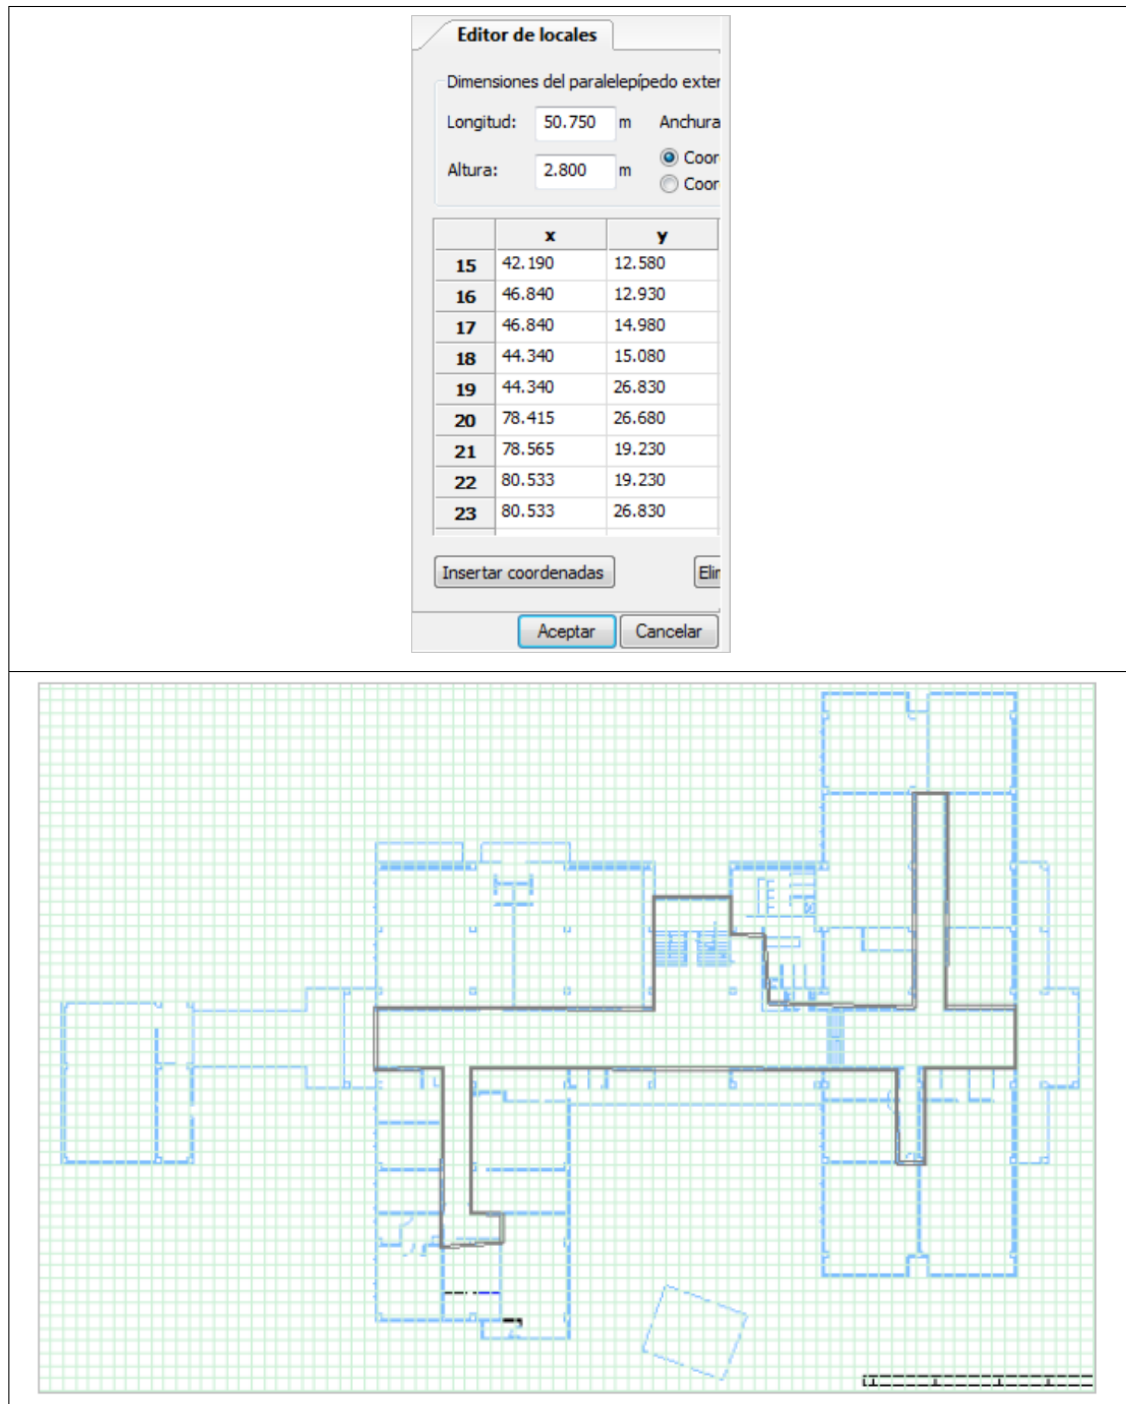 Editor de locales
Dimensiones del paralelepípedo exter
Longitud: 50.750 m Anchura
Coor
Altura: 2.800 m
Coor
x y
15 42.190 12.580
16 46.840 12.930
17 46.840 14.980
18 44.340 15.080
19 44.340 26.830
20 78.415 26.680
21 78.565 19.230
22 80.533 19.230
23 80.533 26.830
Insertar coordenadas Elir
Aceptar Cancelar